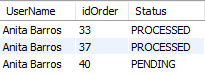 UserName idOrder Status
Anita Barros 33 PROCESSED
Anita Barros 37 PROCESSED
Anita Barros 40 PENDING